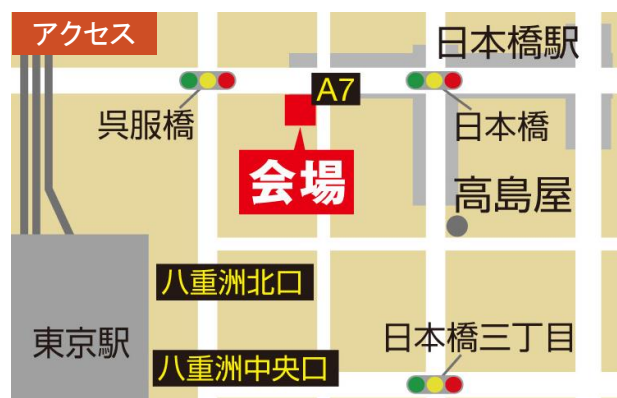 アクセス
日本橋駅
A7
呉服橋
日本橋
会場
高島屋
八重洲北口
東京駅
日本橋三丁目
八重洲中央口